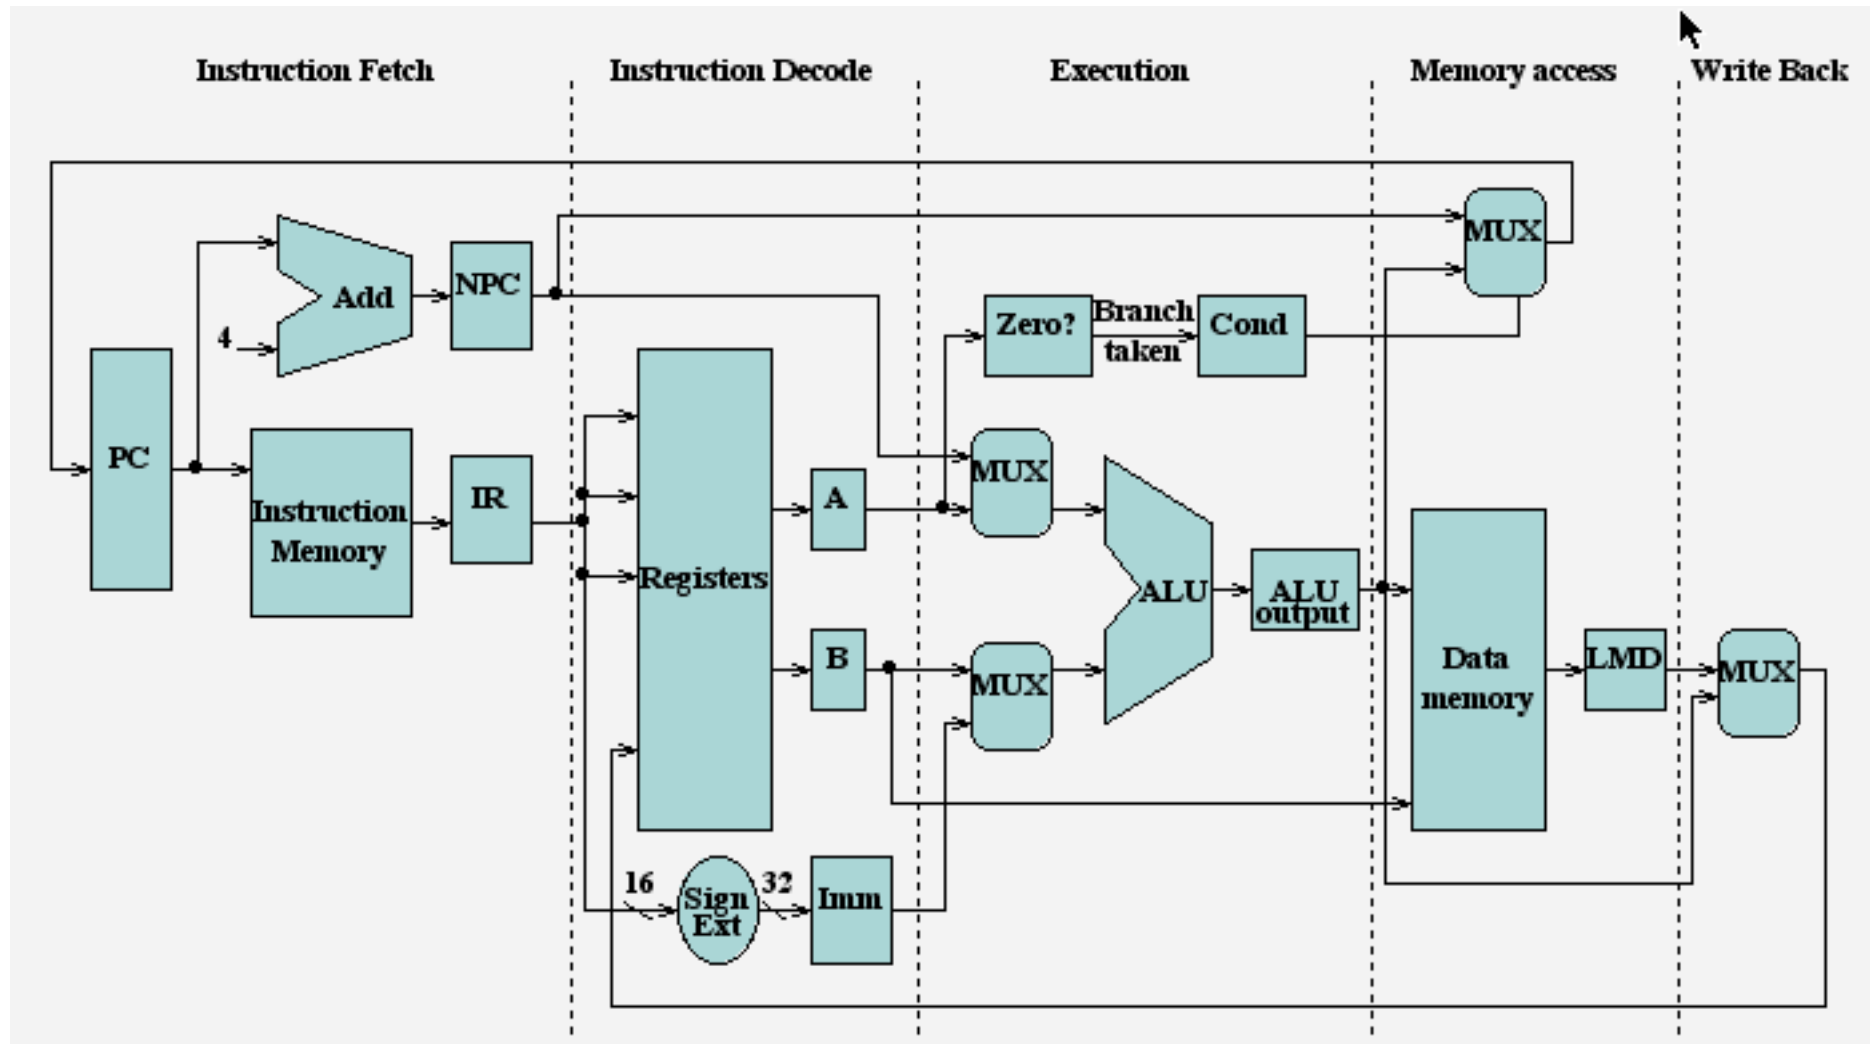 Instruction Fetch
Instruction Decode
Execution
Memory access
Write Back
MUX
Add
NPC
4
Zero?
Branch
taken
Cond
PC
Instruction
Memory
IR
Registers
A
MUX
ALU
ALU
output
B
MUX
Data
memory
LMD
MUX
16
Sign
Ext
32
Imm